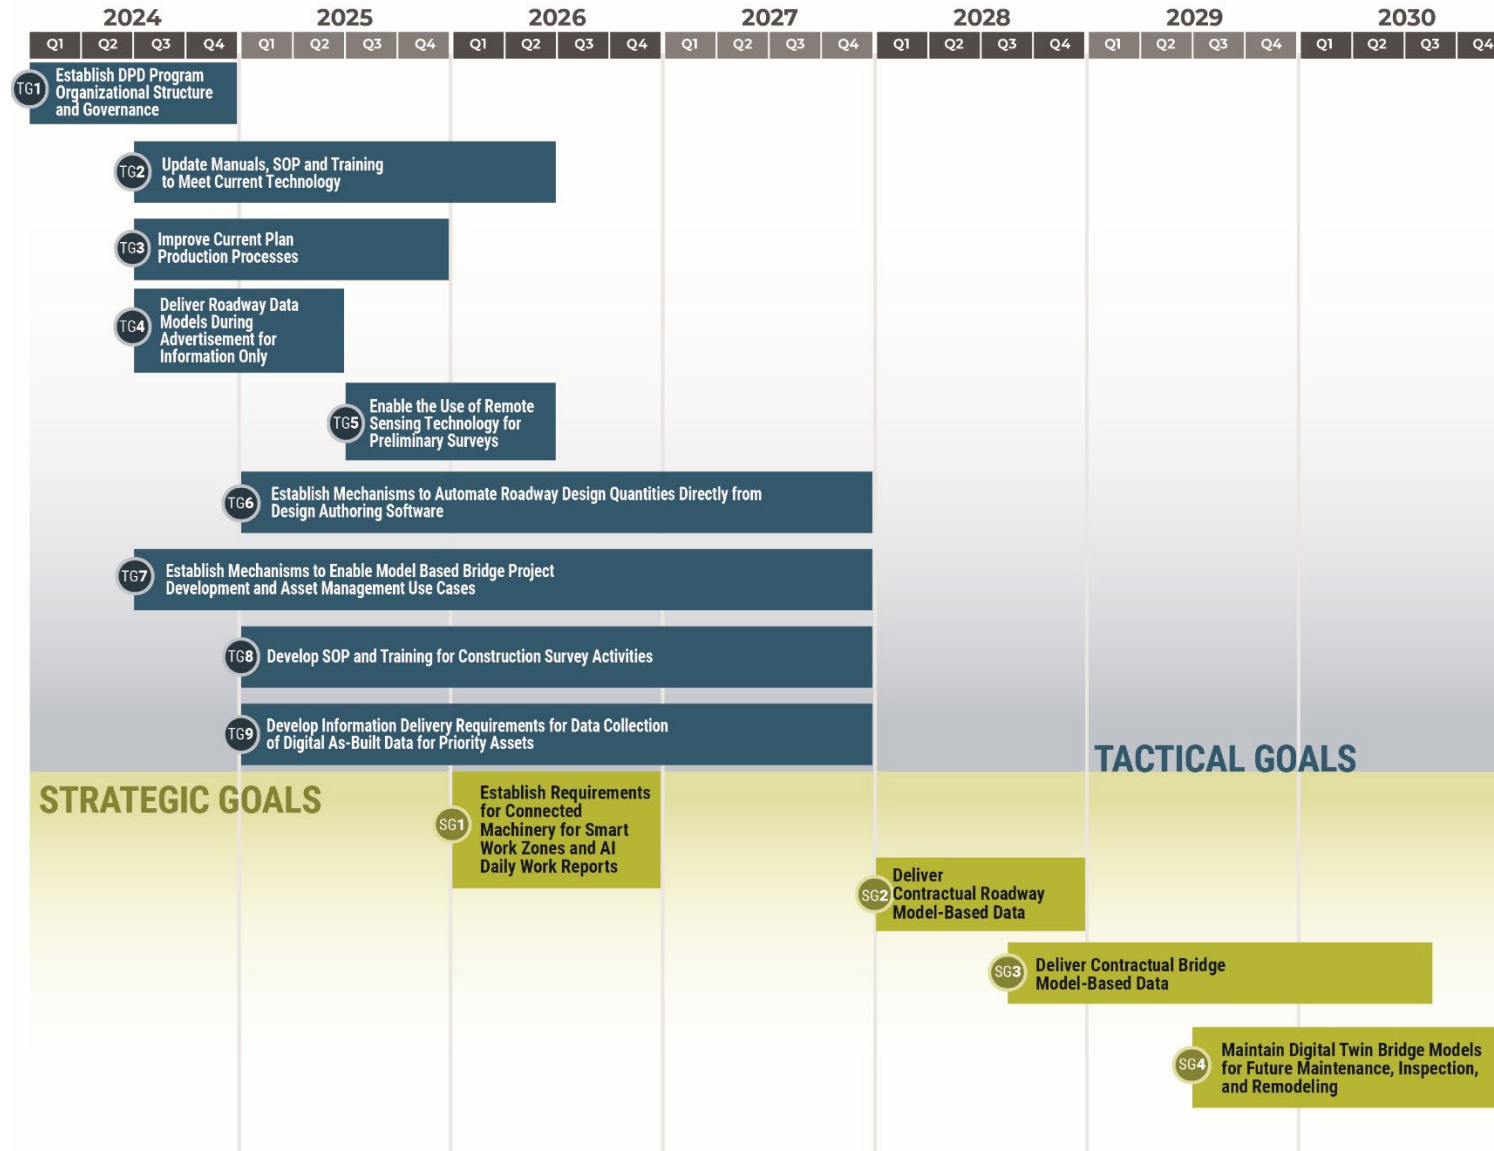 2024 2025 2026 2027 2028 2029 2030
Q1 Q2 Q3 Q4 Q1 Q2 Q3 Q4 Q1 Q2 Q3 Q4 Q1 Q2 Q3 Q4 Q1 Q2 Q3 Q4 Q1 Q2 Q3 Q4 Q1 Q2 Q3 Q4
TG1
Establish DPD Program
Organizational Structure
and Governance
TG2
Update Manuals, SOP and Training
to Meet Current Technology
TG3
Improve Current Plan
Production Processes
TG4
Deliver Roadway Data
Models During
Advertisement for
Information Only
TG5
Enable the Use of Remote
Sensing Technology for
Preliminary Surveys
TG6
Establish Mechanisms to Automate Roadway Design Quantities Directly from
Design Authoring Software
TG7
Establish Mechanisms to Enable Model Based Bridge Project
Development and Asset Management Use Cases
TG8
Develop SOP and Training for Construction Survey Activities
TG9
Develop Information Delivery Requirements for Data Collection
of Digital As-Built Data for Priority Assets
TACTICAL GOALS
STRATEGIC GOALS
SG1
Establish Requirements
for Connected
Machinery for Smart
Work Zones and AI
Daily Work Reports
SG2
Deliver
Contractual Roadway
Model-Based Data
SG3
Deliver Contractual Bridge
Model-Based Data
SG4
Maintain Digital Twin Bridge Models
for Future Maintenance, Inspection,
and Remodeling